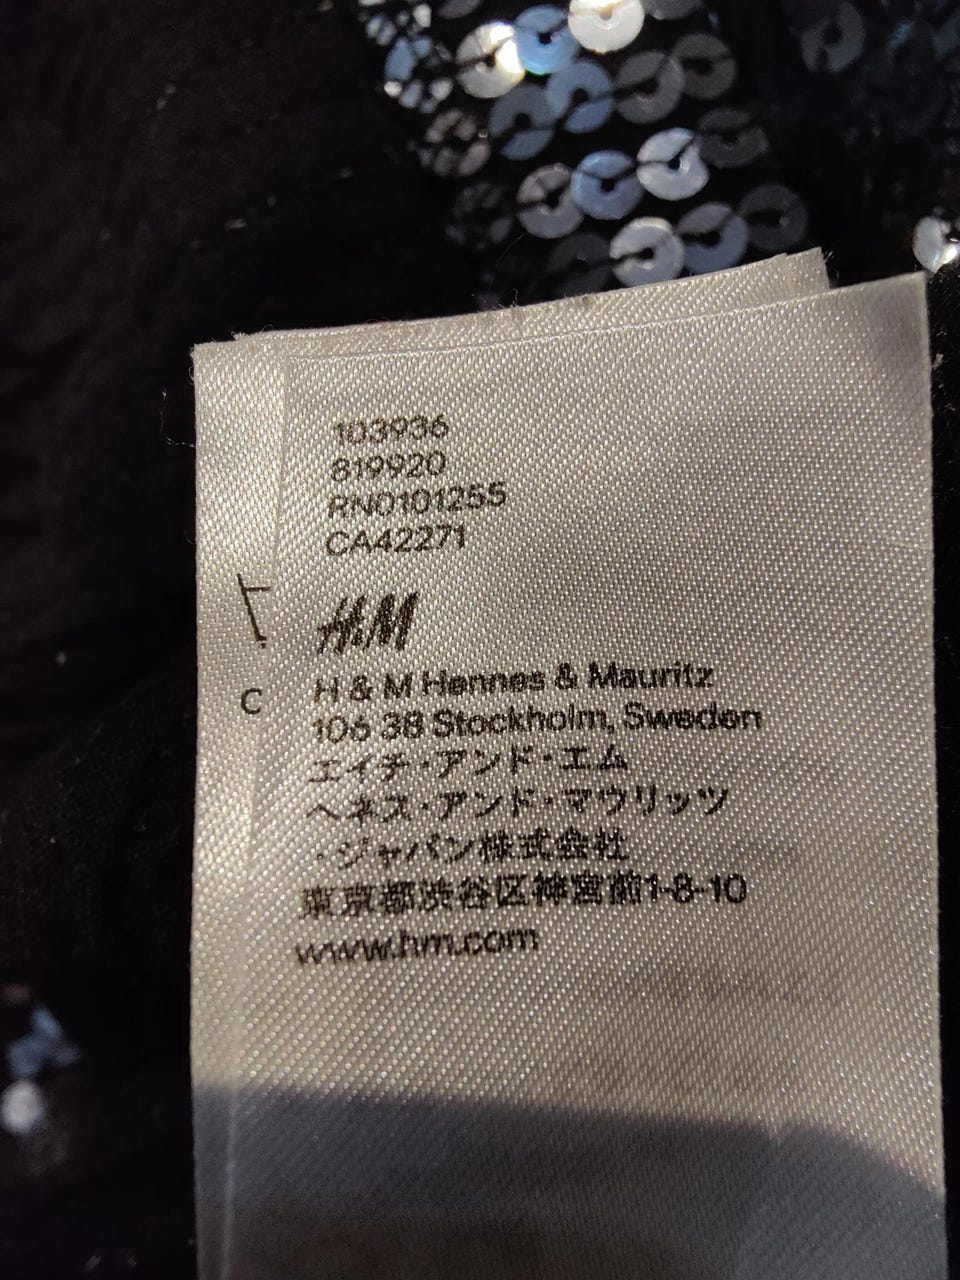 103936
819920
RN0101255
CA42271
H&M
H & M Hennes & Mauritz
106 38 Stockholm, Sweden
エイチ・アンド・エム
ヘネス・アンド・マウリッツ
・ジャパン株式会社
東京都渋谷区神宮前1-8-10
www.hm.com
C